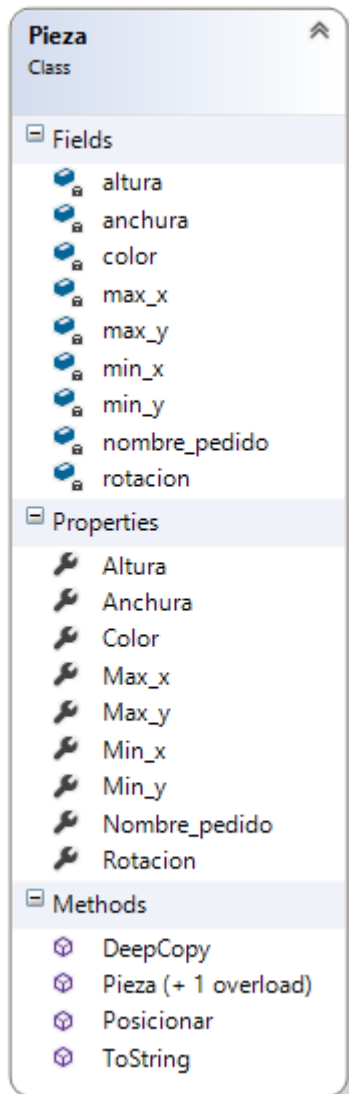 Pieza
Class
Fields
altura
anchura
color
max_x
max_y
min_x
min_y
nombre_pedido
rotacion
Properties
Altura
Anchura
Color
Max_x
Max_y
Min_x
Min_y
Nombre_pedido
Rotacion
Methods
DeepCopy
Pieza (+ 1 overload)
Posicionar
ToString